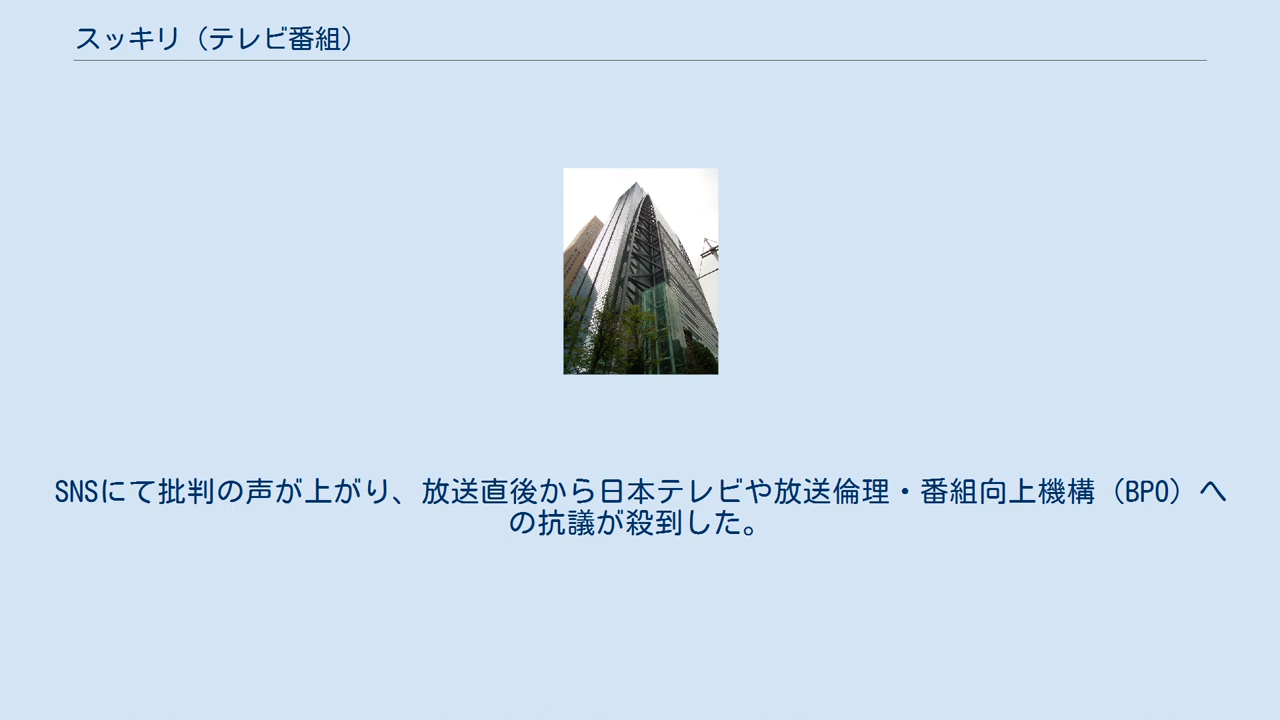 スッキリ（テレビ番組）
SNSにて批判の声が上がり、放送直後から日本テレビや放送倫理・番組向上機構（BPO）へ
の抗議が殺到した。